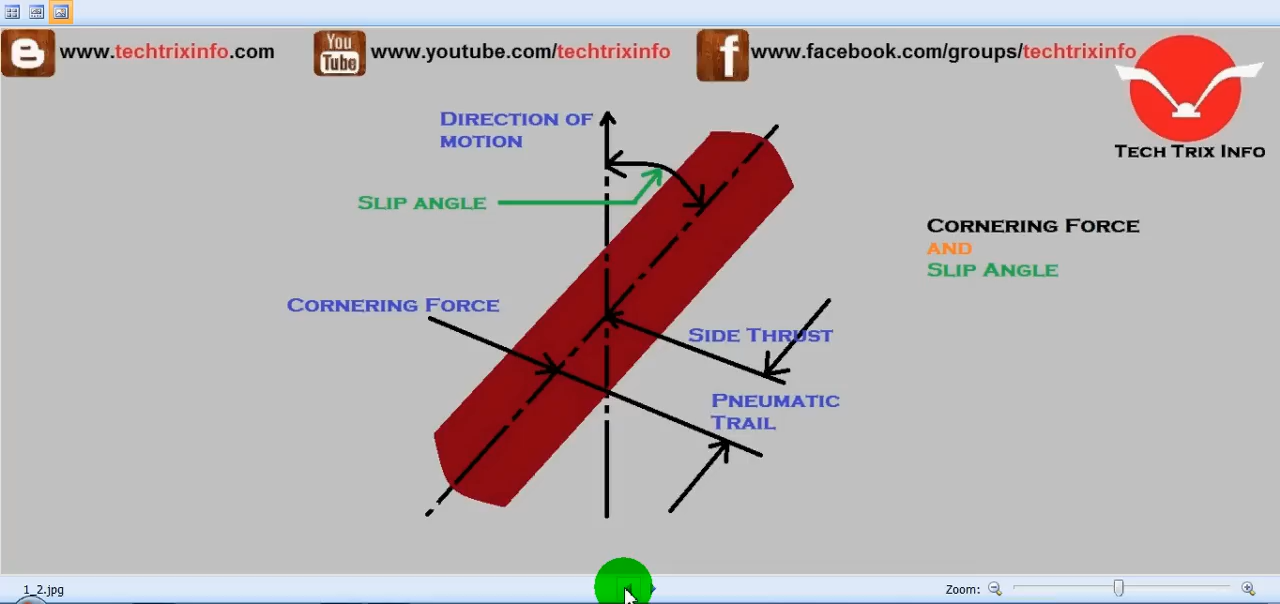 www.techtrixinfo.com
You
Tube
www.youtube.com/techtrixinfo
f
www.facebook.com/groups/techtrixinfo
Tech Trix Info
Direction of
motion
Slip angle
Cornering Force
and
Slip Angle
Cornering Force
Side Thrust
Pneumatic
Trail
1_2.jpg
Zoom: